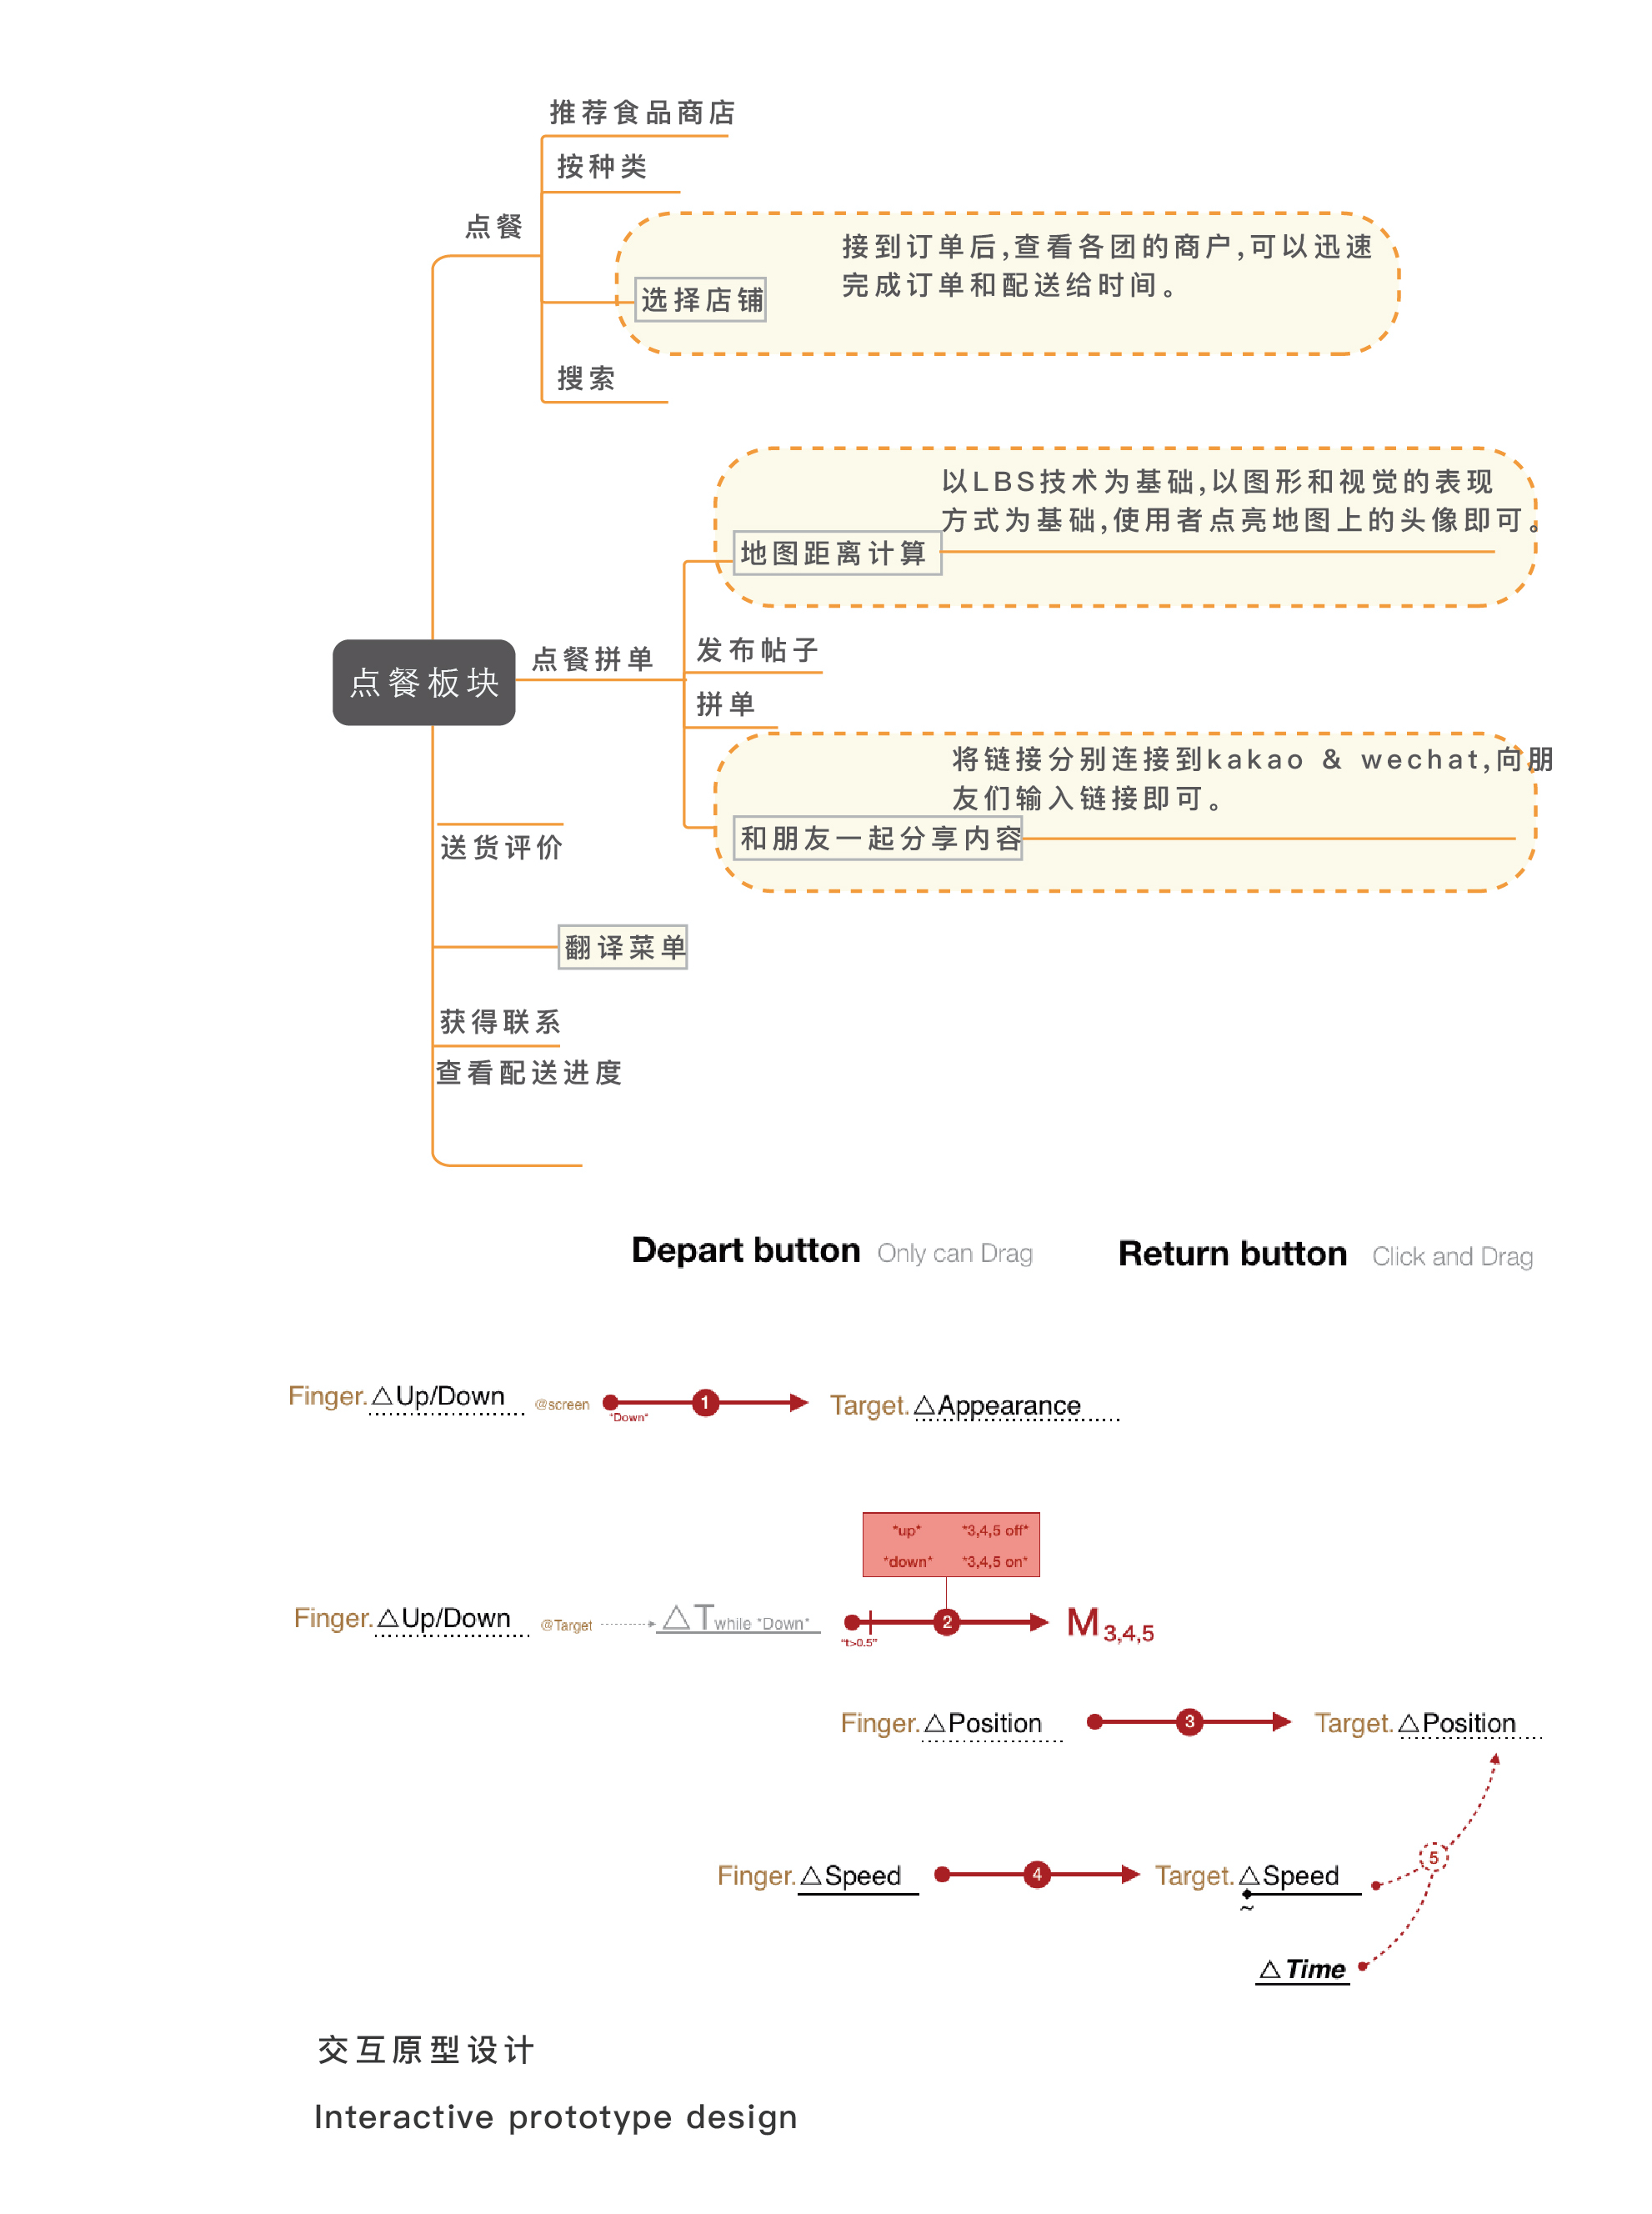 推荐食品商店
按种类
点餐
接到订单后,查看各团的商户,可以迅速
完成订单和配送给时间。
选择店铺
搜索
以LBS技术为基础,以图形和视觉的表现
方式为基础,使用者点亮地图上的头像即可。
地图距离计算
发布帖子
点餐拼单
点餐板块
拼单
将链接分别连接到kakao & wechat,向朋
友们输入链接即可。
和朋友一起分享内容
送货评价
翻译菜单
获得联系
查看配送进度
Depart button Only can Drag
Return button Click and Drag
Finger.△Up/Down @screen "Down" 1 Target.△Appearance
"up" "3,4,5 off"
"down" "3,4,5 on"
Finger.△Up/Down @Target △T while "Down" "t>0.5" 2 M3,4,5
Finger.△Position 3 Target.△Position
5
Finger.△Speed 4 Target.△Speed
~
△Time
交互原型设计
Interactive prototype design